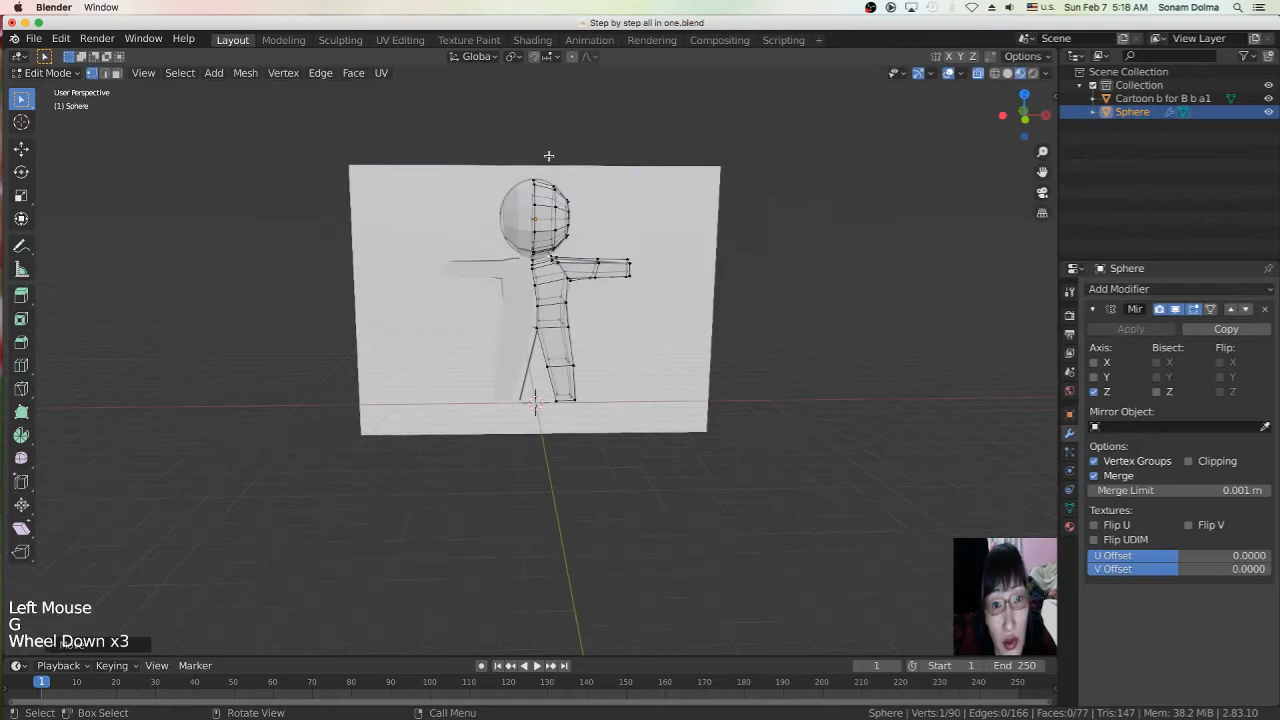 Blender Window U.S. Sun Feb 7 5:18 AM Sonam Dolma
Step by step all in one.blend
File Edit Render Window Help Layout Modeling Sculpting UV Editing Texture Paint Shading Animation Rendering Compositing Scripting + Scene View Layer
Globa X Y Z Options
Edit Mode View Select Add Mesh Vertex Edge Face UV
Scene Collection
Collection
Cartoon b for B b a1
Sphere
User Perspective
(1) Sphere
Z
Sphere
Add Modifier
Mir
Apply Copy
Axis: Bisect: Flip:
X X X
Y Y Y
Z Z Z
Mirror Object:
Options:
Vertex Groups Clipping
Merge
Merge Limit 0.001 m
Textures:
Flip U Flip V
Flip UDIM
U Offset 0.0000
V Offset 0.0000
Left Mouse
G
Wheel Down x3
Playback Keying View Marker 1 Start 1 End 250
1 10 20 30 40 50 60 70 80 90 100 110 120 130 140 150 160 170 180 190 200 210 220 230 240 250
Select Box Select Rotate View Call Menu Sphere | Verts:1/90 | Edges:0/166 | Faces:0/77 | Tris:147 | Mem: 38.2 MiB | 2.83.10